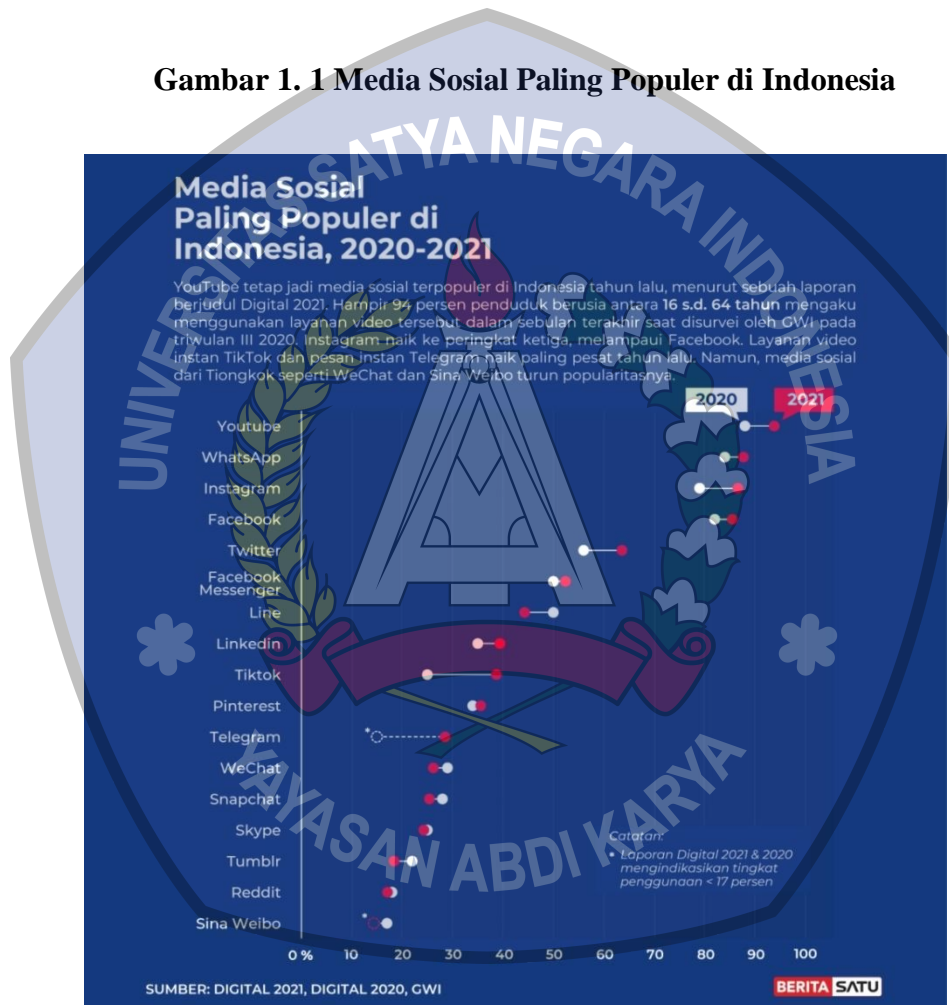 Gambar 1. 1 Media Sosial Paling Populer di Indonesia
UNIVERSITAS SATYA NEGARA INDONESIA
Media Sosial
Paling Populer di
Indonesia, 2020-2021
YouTube tetap jadi media sosial terpopuler di Indonesia tahun lalu, menurut sebuah laporan
berjudul Digital 2021. Hampir 94 persen penduduk berusia antara 16 s.d. 64 tahun mengaku
menggunakan layanan video tersebut dalam sebulan terakhir saat disurvei oleh GWI pada
triwulan III 2020. Instagram naik ke peringkat ketiga, melampaui Facebook. Layanan video
instan TikTok dan pesan instan Telegram naik paling pesat tahun lalu. Namun, media sosial
dari Tiongkok seperti WeChat dan Sina Weibo turun popularitasnya.
2020 2021
Youtube
WhatsApp
Instagram
Facebook
Twitter
Facebook
Messenger
Line
Linkedin
Tiktok
Pinterest
Telegram *
WeChat
Snapchat
Skype
Tumblr
Reddit
Sina Weibo *
Catatan:
* Laporan Digital 2021 & 2020
mengindikasikan tingkat
penggunaan < 17 persen
0 % 10 20 30 40 50 60 70 80 90 100
YAYASAN ABDI KARYA
SUMBER: DIGITAL 2021, DIGITAL 2020, GWI
BERITA SATU